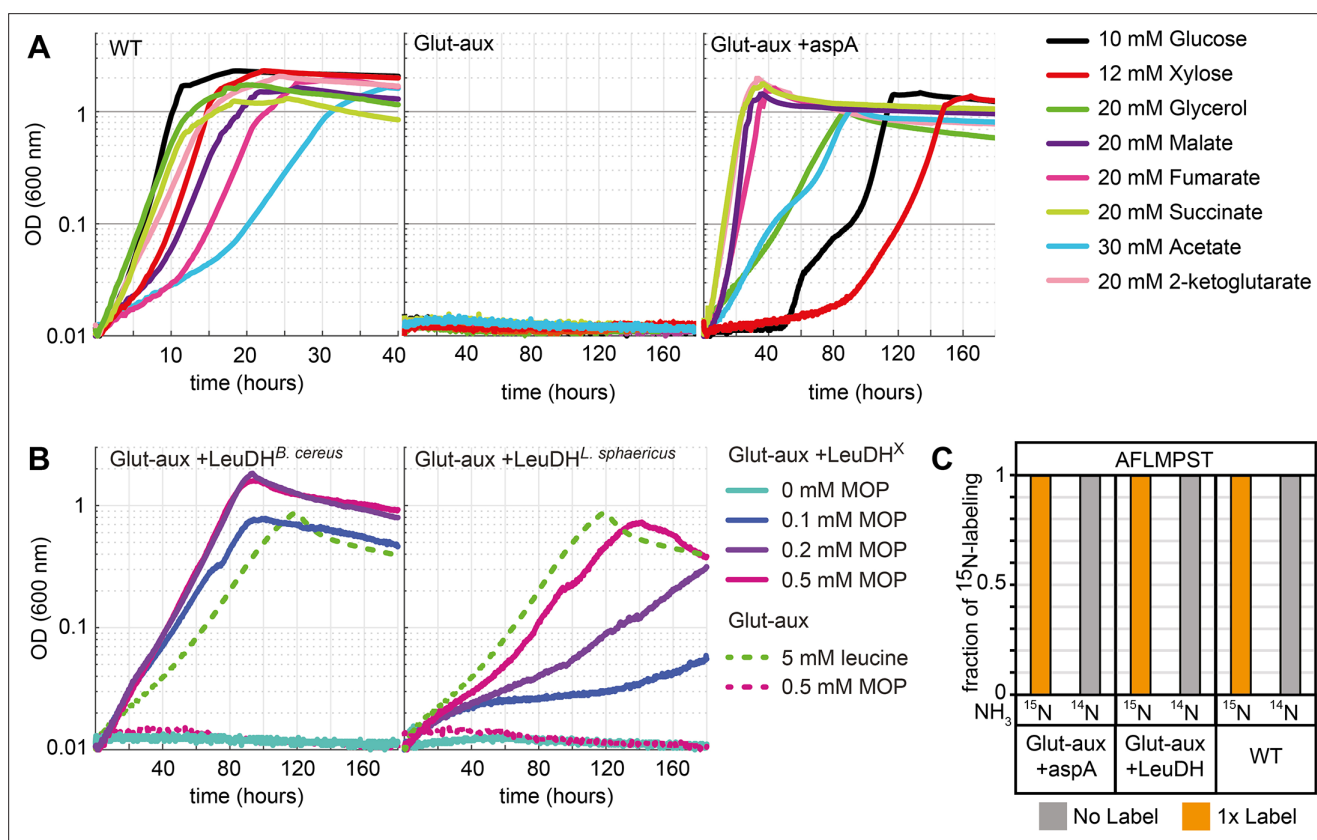 A
WT
Glut-aux
Glut-aux +aspA
OD (600 nm)
1
0.1
0.01
10 20 30 40
40 80 120 160
40 80 120 160
time (hours)
time (hours)
time (hours)
10 mM Glucose
12 mM Xylose
20 mM Glycerol
20 mM Malate
20 mM Fumarate
20 mM Succinate
30 mM Acetate
20 mM 2-ketoglutarate
B
Glut-aux +LeuDH^B. cereus
Glut-aux +LeuDH^L. sphaericus
OD (600 nm)
1
0.1
0.01
40 80 120 160
40 80 120 160
time (hours)
time (hours)
Glut-aux +LeuDH^X
0 mM MOP
0.1 mM MOP
0.2 mM MOP
0.5 mM MOP
Glut-aux
5 mM leucine
0.5 mM MOP
C
AFLMPST
fraction of ^15N-labeling
1
0.5
0
NH₃ ^15N ^14N ^15N ^14N ^15N ^14N
Glut-aux
+aspA
Glut-aux
+LeuDH
WT
No Label
1x Label